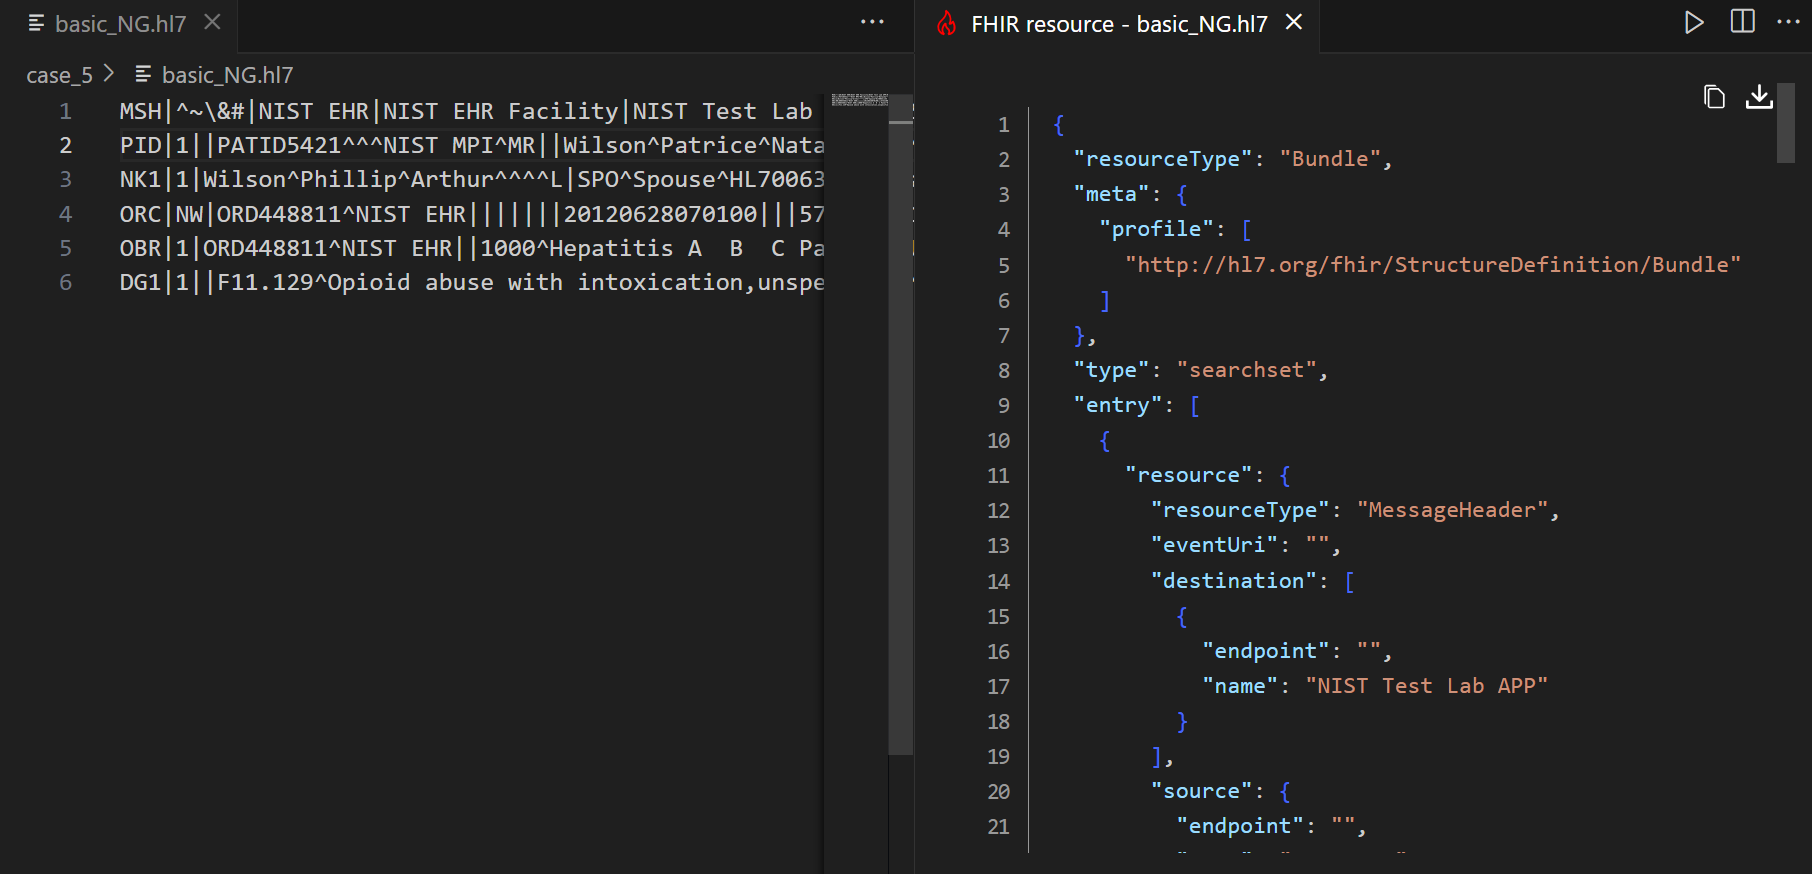 basic_NG.hl7
case_5 > basic_NG.hl7
1 MSH|^~\&#|NIST EHR|NIST EHR Facility|NIST Test Lab
2 PID|1||PATID5421^^^NIST MPI^MR||Wilson^Patrice^Nata
3 NK1|1|Wilson^Phillip^Arthur^^^^L|SPO^Spouse^HL70063
4 ORC|NW|ORD448811^NIST EHR|||||||20120628070100|||57
5 OBR|1|ORD448811^NIST EHR||1000^Hepatitis A  B  C Pa
6 DG1|1||F11.129^Opioid abuse with intoxication,unspe
FHIR resource - basic_NG.hl7
1 {
2 "resourceType": "Bundle",
3 "meta": {
4 "profile": [
5 "http://hl7.org/fhir/StructureDefinition/Bundle"
6 ]
7 },
8 "type": "searchset",
9 "entry": [
10 {
11 "resource": {
12 "resourceType": "MessageHeader",
13 "eventUri": "",
14 "destination": [
15 {
16 "endpoint": "",
17 "name": "NIST Test Lab APP"
18 }
19 ],
20 "source": {
21 "endpoint": "",